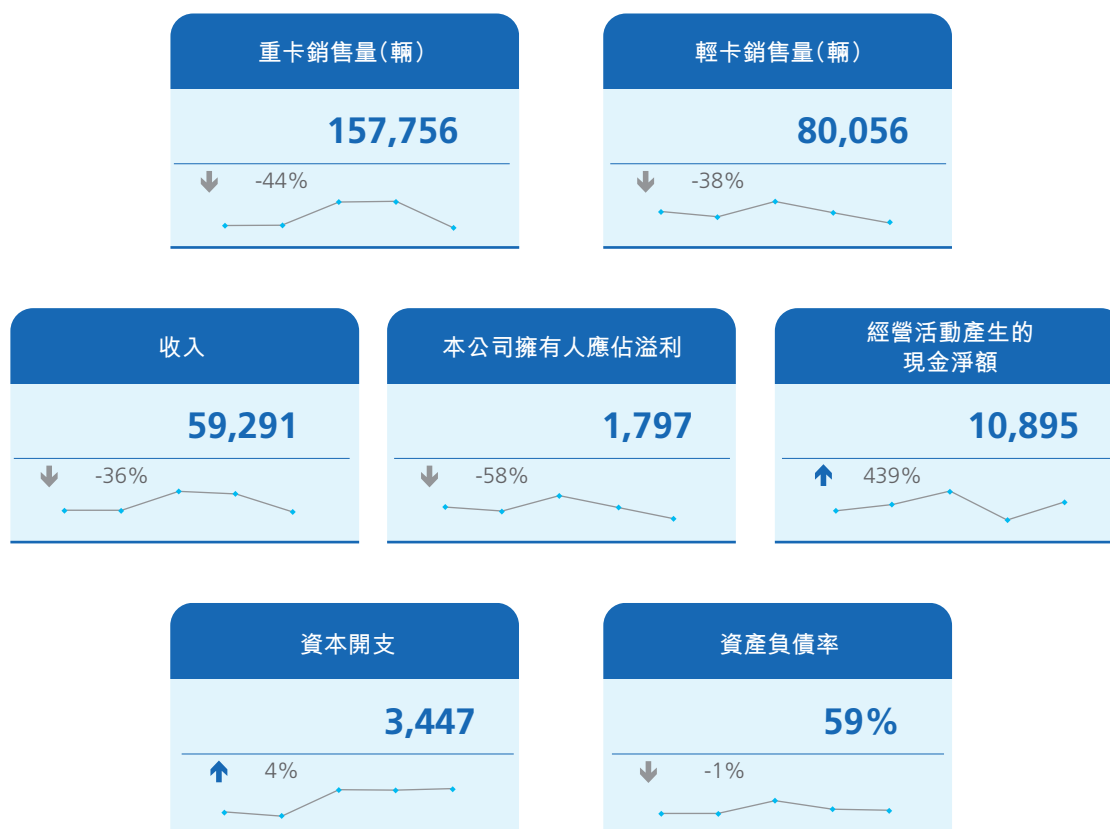 重卡銷售量(輛)
157,756
-44%
輕卡銷售量(輛)
80,056
-38%
收入
59,291
-36%
本公司擁有人應佔溢利
1,797
-58%
經營活動產生的
現金淨額
10,895
439%
資本開支
3,447
4%
資產負債率
59%
-1%